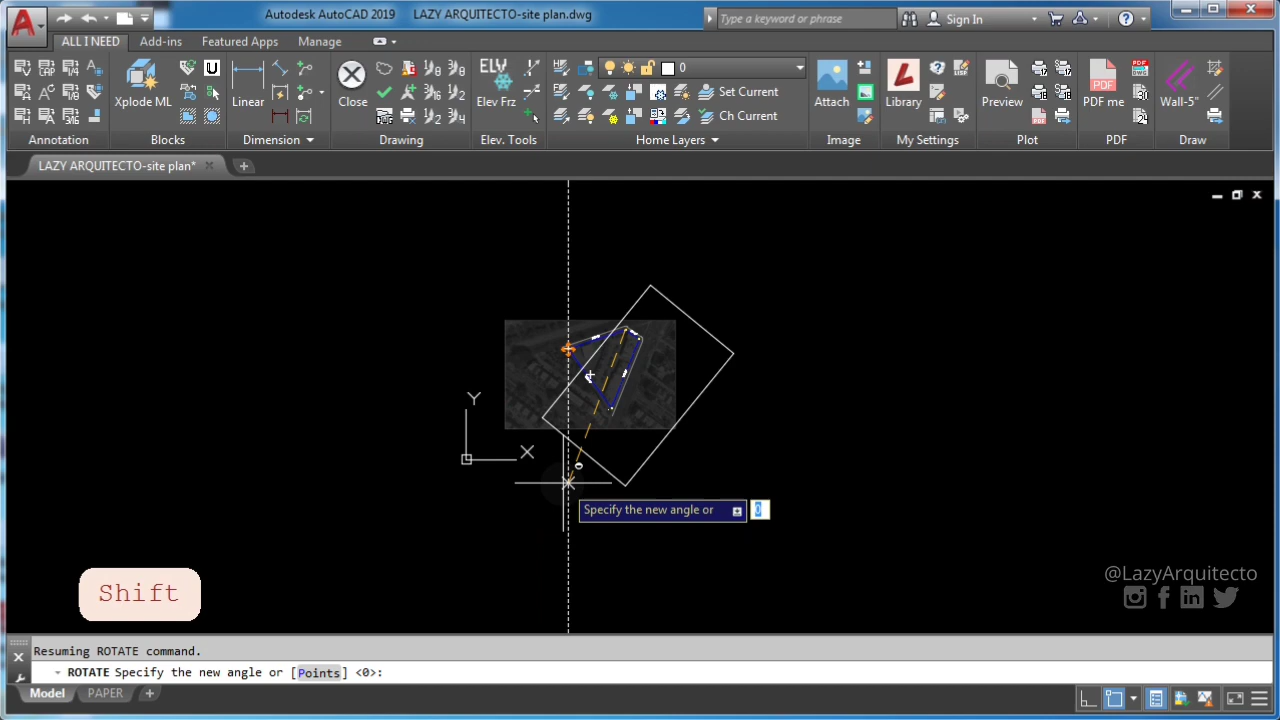 Autodesk AutoCAD 2019 LAZY ARQUITECTO-site plan.dwg
Type a keyword or phrase
Sign In
ALL I NEED Add-ins Featured Apps Manage
ELV
0
Xplode ML
Linear
Close
Elev Frz
Set Current
Ch Current
Attach
Library
Preview
PDF me
Wall-5"
Annotation Blocks Dimension Drawing Elev. Tools Home Layers Image My Settings Plot PDF Draw
LAZY ARQUITECTO-site plan*
Y
X
Specify the new angle or 0
Shift
@LazyArquitecto
Resuming ROTATE command.
ROTATE Specify the new angle or [Points] <0>:
Model PAPER